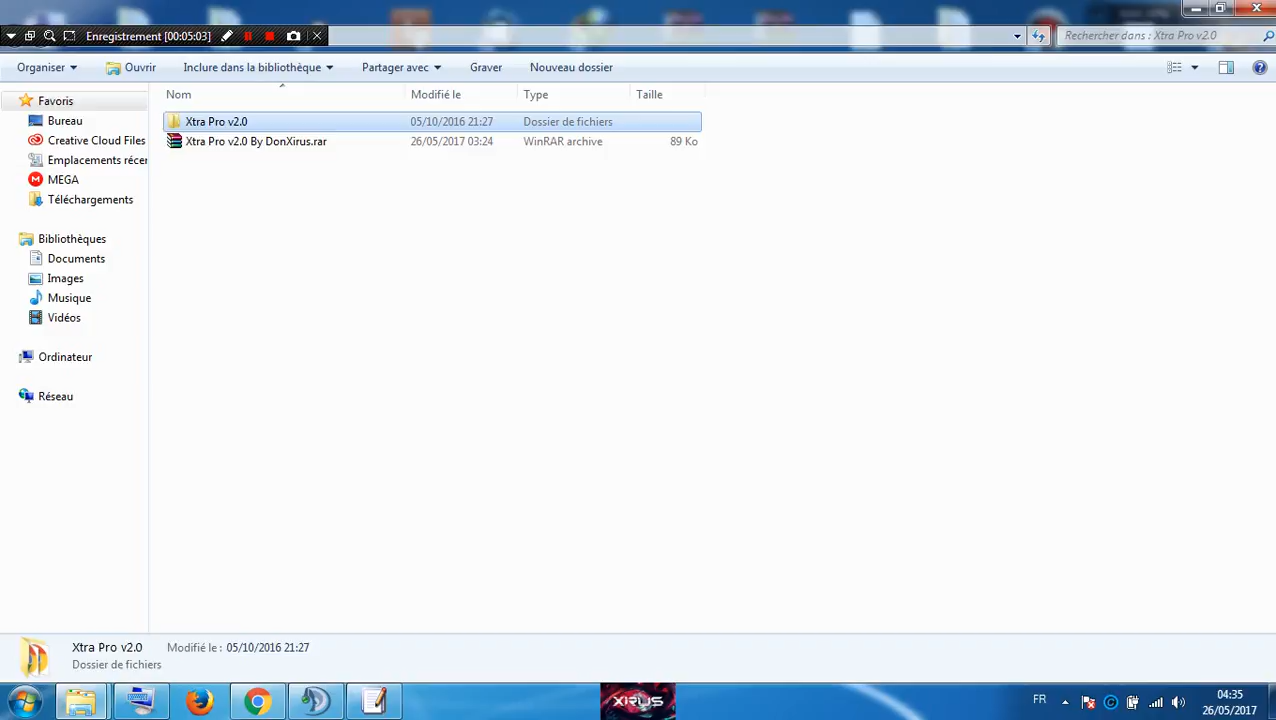 Enregistrement [00:05:03]
Rechercher dans : Xtra Pro v2.0
Organiser
Ouvrir
Inclure dans la bibliothèque
Partager avec
Graver
Nouveau dossier
Nom
Modifié le
Type
Taille
Favoris
Bureau
Creative Cloud Files
Emplacements récer
MEGA
Téléchargements
Bibliothèques
Documents
Images
Musique
Vidéos
Ordinateur
Réseau
Xtra Pro v2.0 05/10/2016 21:27 Dossier de fichiers
Xtra Pro v2.0 By DonXirus.rar 26/05/2017 03:24 WinRAR archive 89 Ko
Xtra Pro v2.0 Modifié le : 05/10/2016 21:27
Dossier de fichiers
XIRUS
FR
04:35
26/05/2017